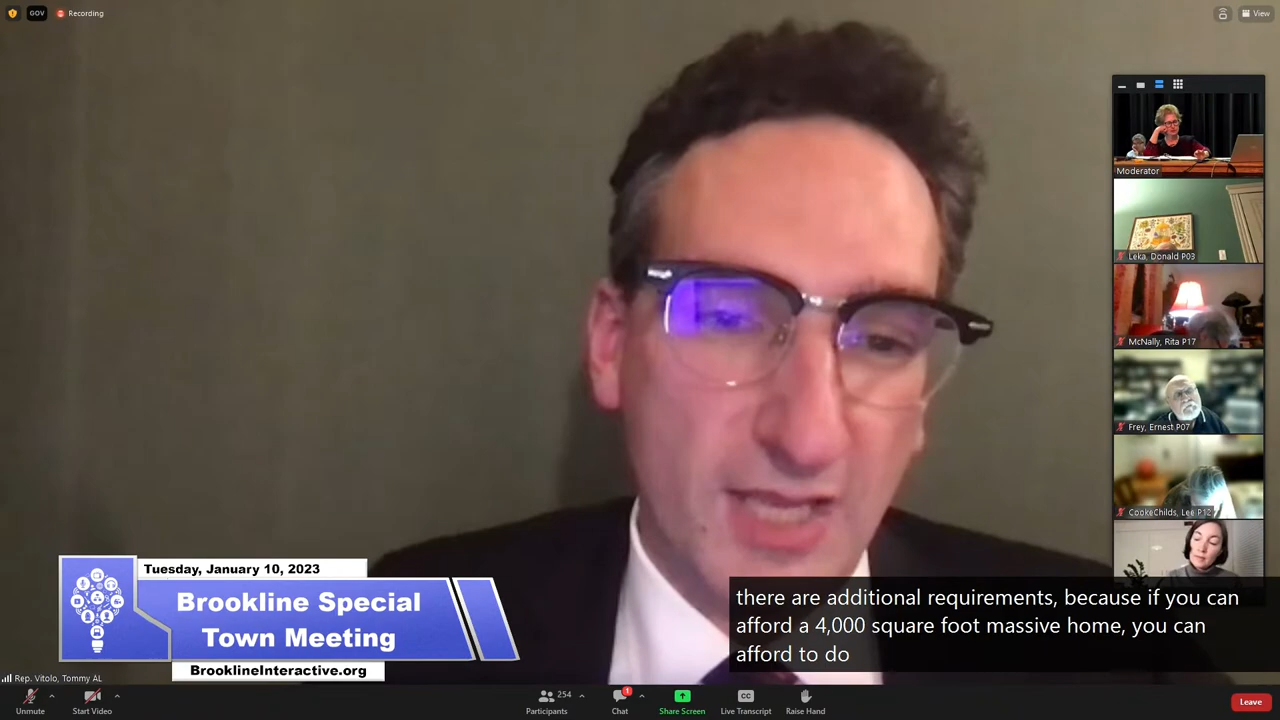 GOV
Recording
View
Moderator
Leka, Donald P03
McNally, Rita P17
Frey, Ernest P07
CookeChilds, Lee P12
Tuesday, January 10, 2023
Brookline Special
Town Meeting
BrooklineInteractive.org
there are additional requirements, because if you can
afford a 4,000 square foot massive home, you can
afford to do
Rep. Vitolo, Tommy AL
Unmute
Start Video
254
Participants
1
Chat
Share Screen
CC
Live Transcript
Raise Hand
Leave